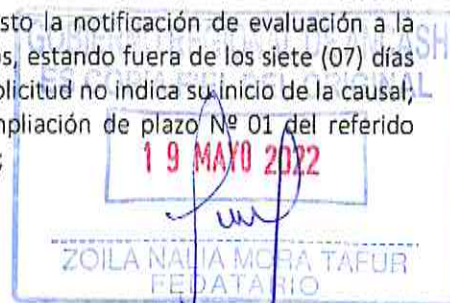 sto la notificación de evaluación a la
s, estando fuera de los siete (07) días
olicitud no indica su inicio de la causal;
mpliación de plazo Nº 01 del referido
;
ES COPIA FIEL DEL ORIGINAL
19 MAYO 2022
ZOILA NALIA MORA TAFUR
FEDATARIO